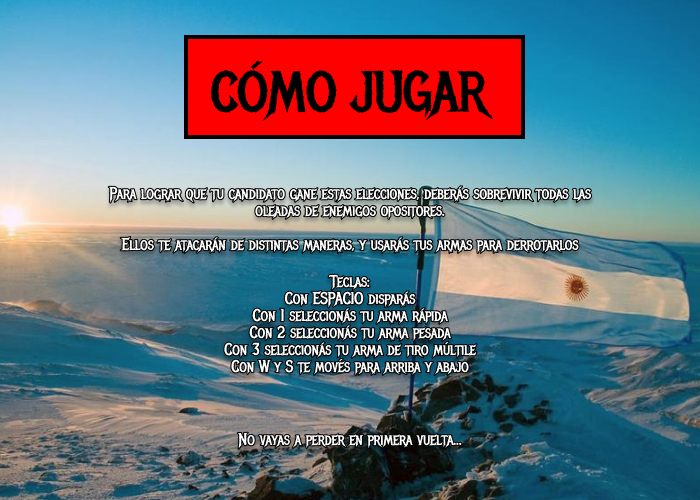 CÓMO JUGAR
Para lograr que tu candidato gane estas elecciones, deberás sobrevivir todas las
oleadas de enemigos opositores.
Ellos te atacarán de distintas maneras, y usarás tus armas para derrotarlos
Teclas:
Con ESPACIO disparás
Con 1 seleccionás tu arma rápida
Con 2 seleccionás tu arma pesada
Con 3 seleccionás tu arma de tiro múltile
Con W y S te movés para arriba y abajo
No vayas a perder en primera vuelta...